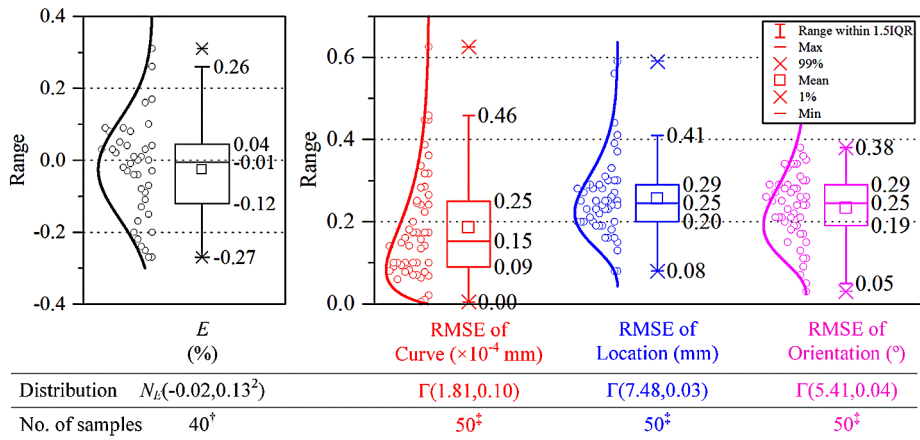 Range
0.4
0.2
0.0
-0.2
-0.4
0.26
0.04
-0.01
-0.12
-0.27
E
(%)
Range
0.6
0.4
0.2
0.0
0.46
0.25
0.15
0.09
0.00
RMSE of
Curve (×10⁻⁴ mm)
0.41
0.29
0.25
0.20
0.08
RMSE of
Location (mm)
0.38
0.29
0.25
0.19
0.05
RMSE of
Orientation (º)
Range within 1.5IQR
Max
99%
Mean
1%
Min
Distribution N_E(-0.02,0.13²) Γ(1.81,0.10) Γ(7.48,0.03) Γ(5.41,0.04)
No. of samples 40† 50‡ 50‡ 50‡